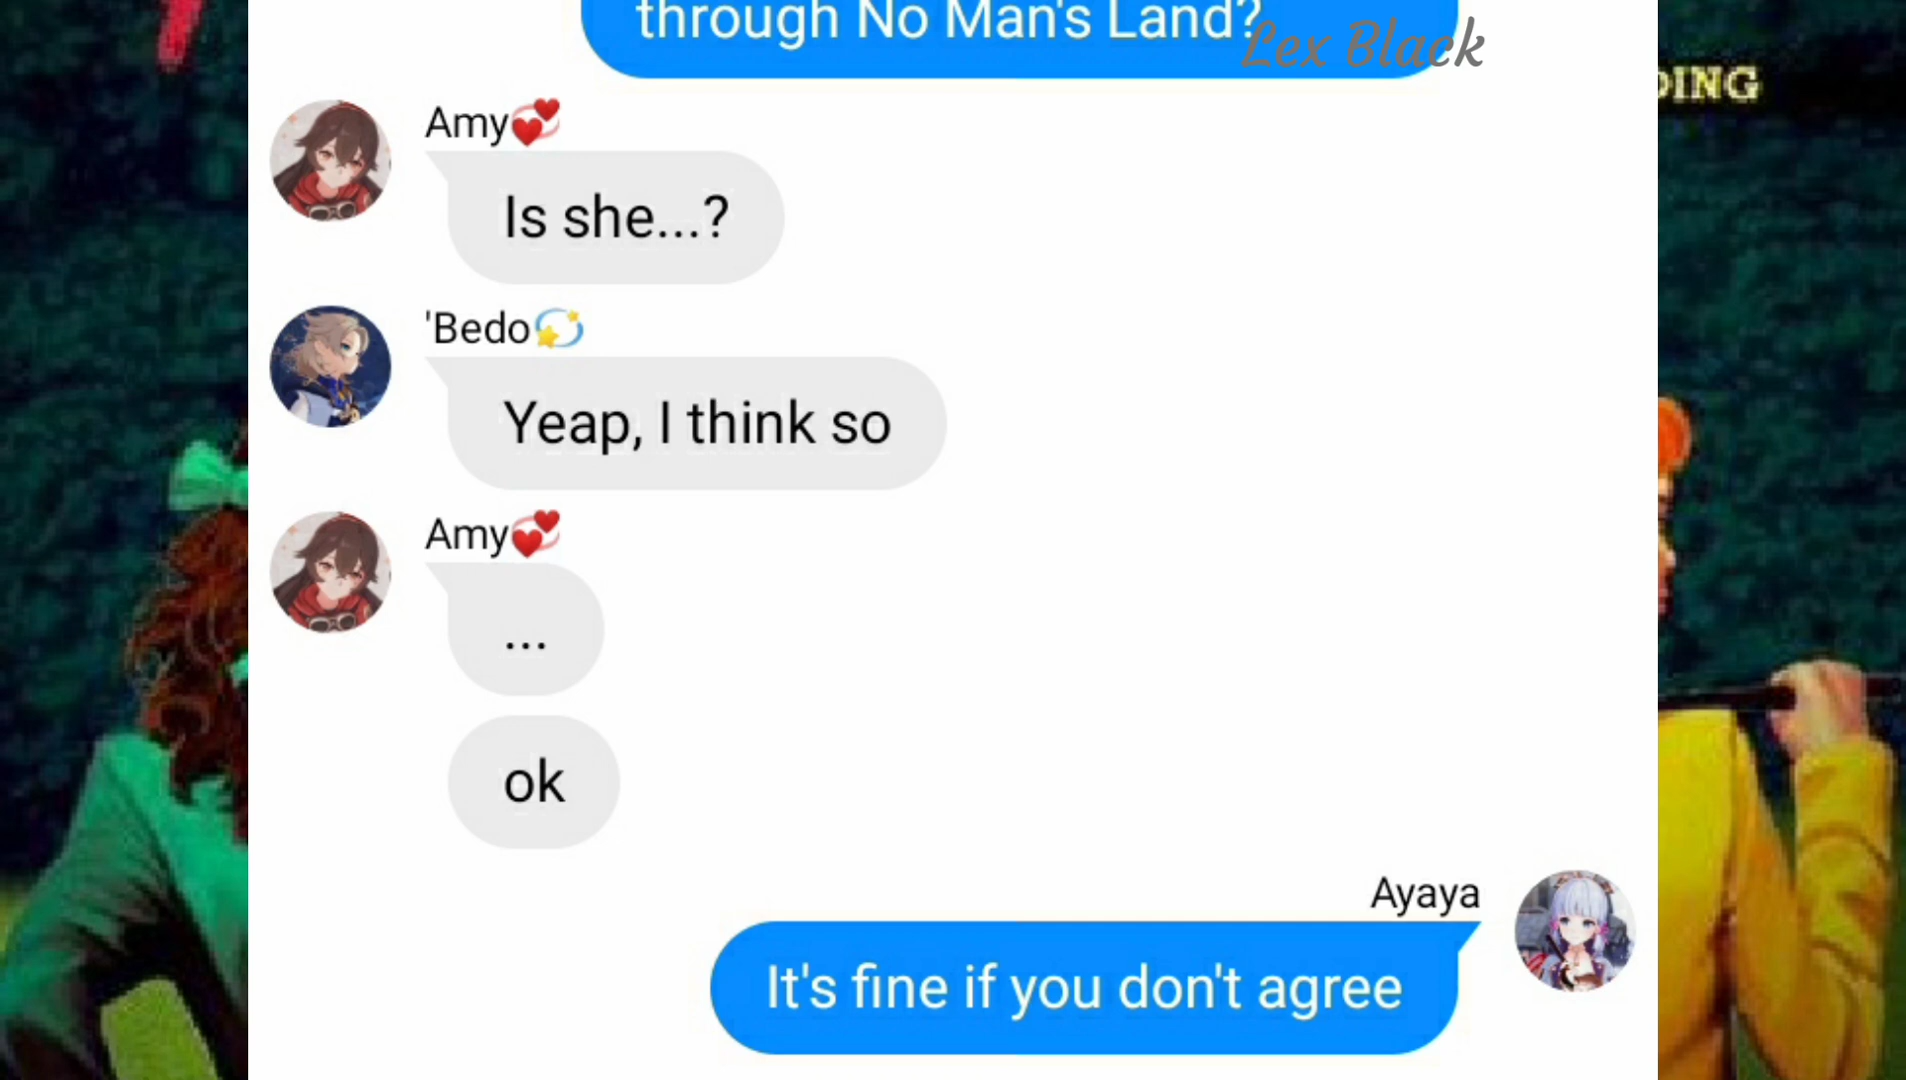 through No Man's Land?
Lex Black
DING
Amy💞
Is she...?
'Bedo💫
Yeap, I think so
Amy💞
...
ok
Ayaya
It's fine if you don't agree